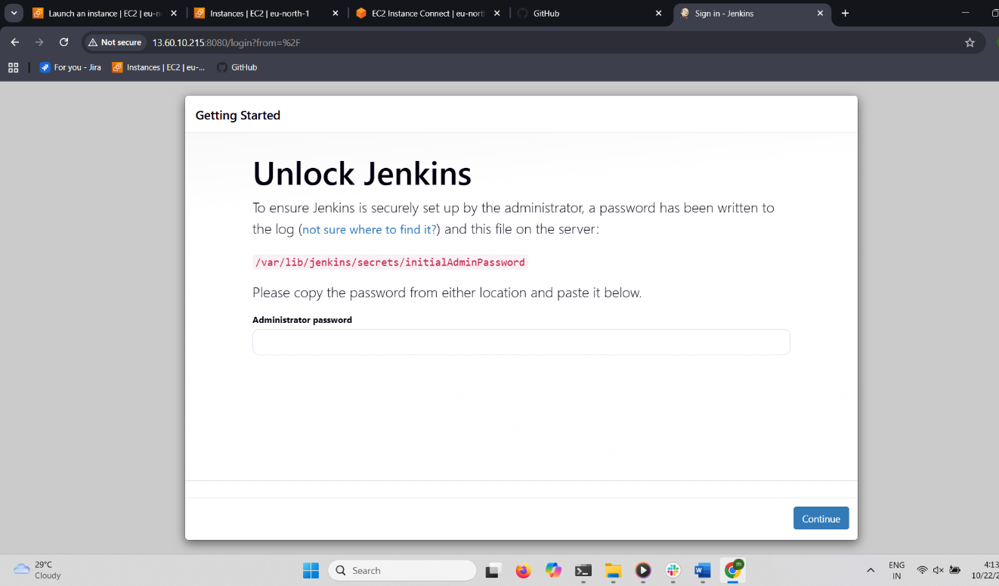 Launch an instance | EC2 | eu-n
Instances | EC2 | eu-north-1
EC2 Instance Connect | eu-nort
GitHub
Sign in - Jenkins
Not secure
13.60.10.215:8080/login?from=%2F
For you - Jira
Instances | EC2 | eu-...
GitHub
Getting Started
Unlock Jenkins
To ensure Jenkins is securely set up by the administrator, a password has been written to
the log (not sure where to find it?) and this file on the server:
/var/lib/jenkins/secrets/initialAdminPassword
Please copy the password from either location and paste it below.
Administrator password
Continue
29°C
Cloudy
Search
W
m
ENG
IN
4:13
10/22/2